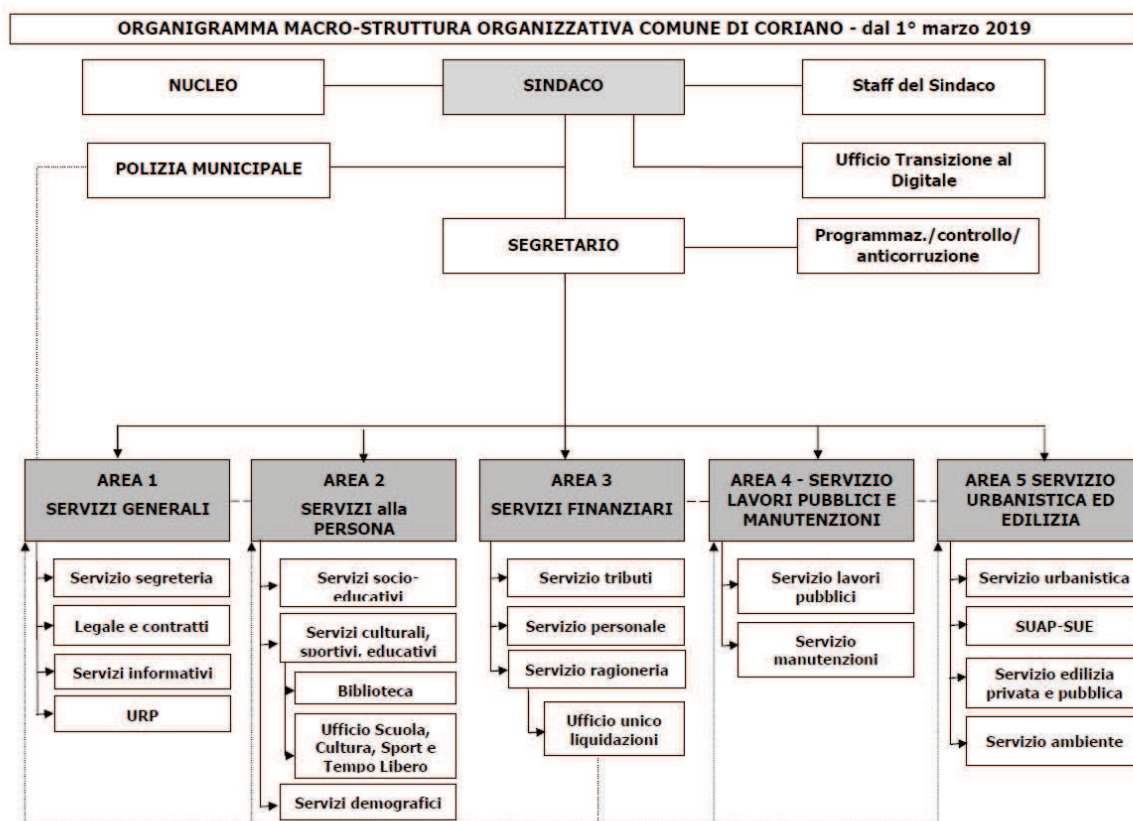 ORGANIGRAMMA MACRO-STRUTTURA ORGANIZZATIVA COMUNE DI CORIANO - dal 1° marzo 2019
NUCLEO
SINDACO
Staff del Sindaco
POLIZIA MUNICIPALE
Ufficio Transizione al
Digitale
SEGRETARIO
Programmaz./controllo/
anticorruzione
AREA 1
SERVIZI GENERALI
Servizio segreteria
Legale e contratti
Servizi informativi
URP
AREA 2
SERVIZI alla
PERSONA
Servizi socio-
educativi
Servizi culturali,
sportivi, educativi
Biblioteca
Ufficio Scuola,
Cultura, Sport e
Tempo Libero
Servizi demografici
AREA 3
SERVIZI FINANZIARI
Servizio tributi
Servizio personale
Servizio ragioneria
Ufficio unico
liquidazioni
AREA 4 - SERVIZIO
LAVORI PUBBLICI E
MANUTENZIONI
Servizio lavori
pubblici
Servizio
manutenzioni
AREA 5 SERVIZIO
URBANISTICA ED
EDILIZIA
Servizio urbanistica
SUAP-SUE
Servizio edilizia
privata e pubblica
Servizio ambiente